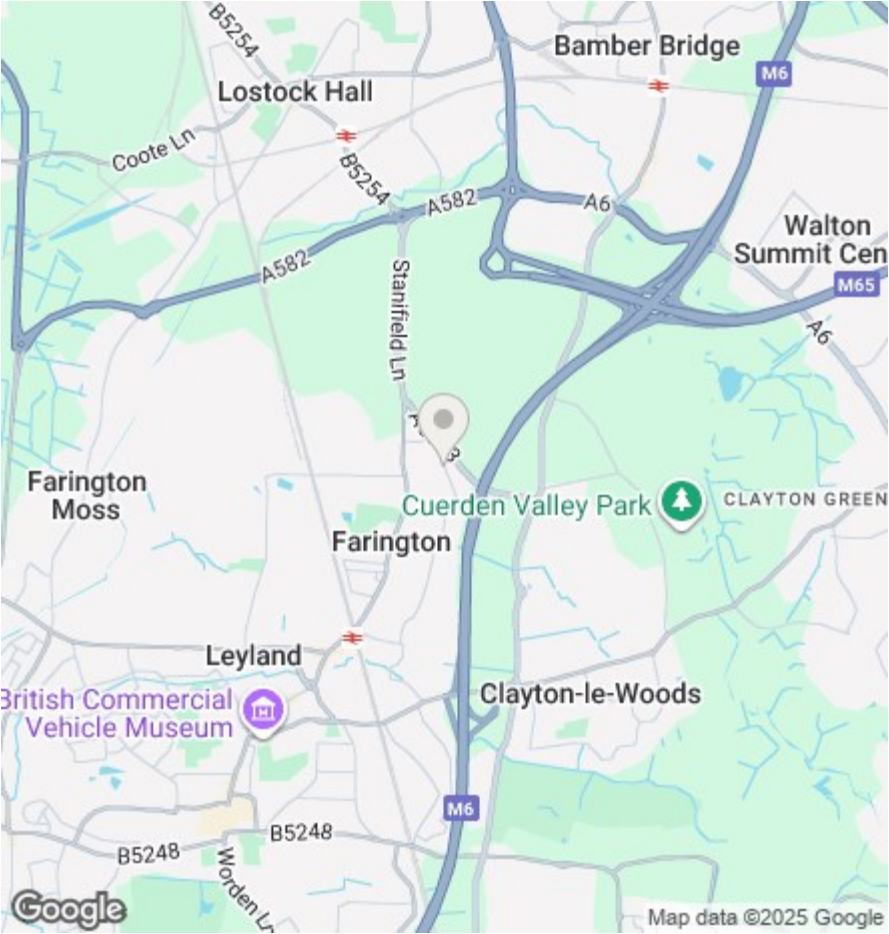 B5254
Bamber Bridge
M6
Lostock Hall
Coote Ln
B5254
A582
A6
Walton
Summit Cen
A582
M65
Stanifield Ln
A6
Farington
Moss
Cuerden Valley Park
CLAYTON GREEN
Farington
Leyland
British Commercial
Vehicle Museum
Clayton-le-Woods
M6
B5248
B5248
Worden Ln
Google
Map data ©2025 Google